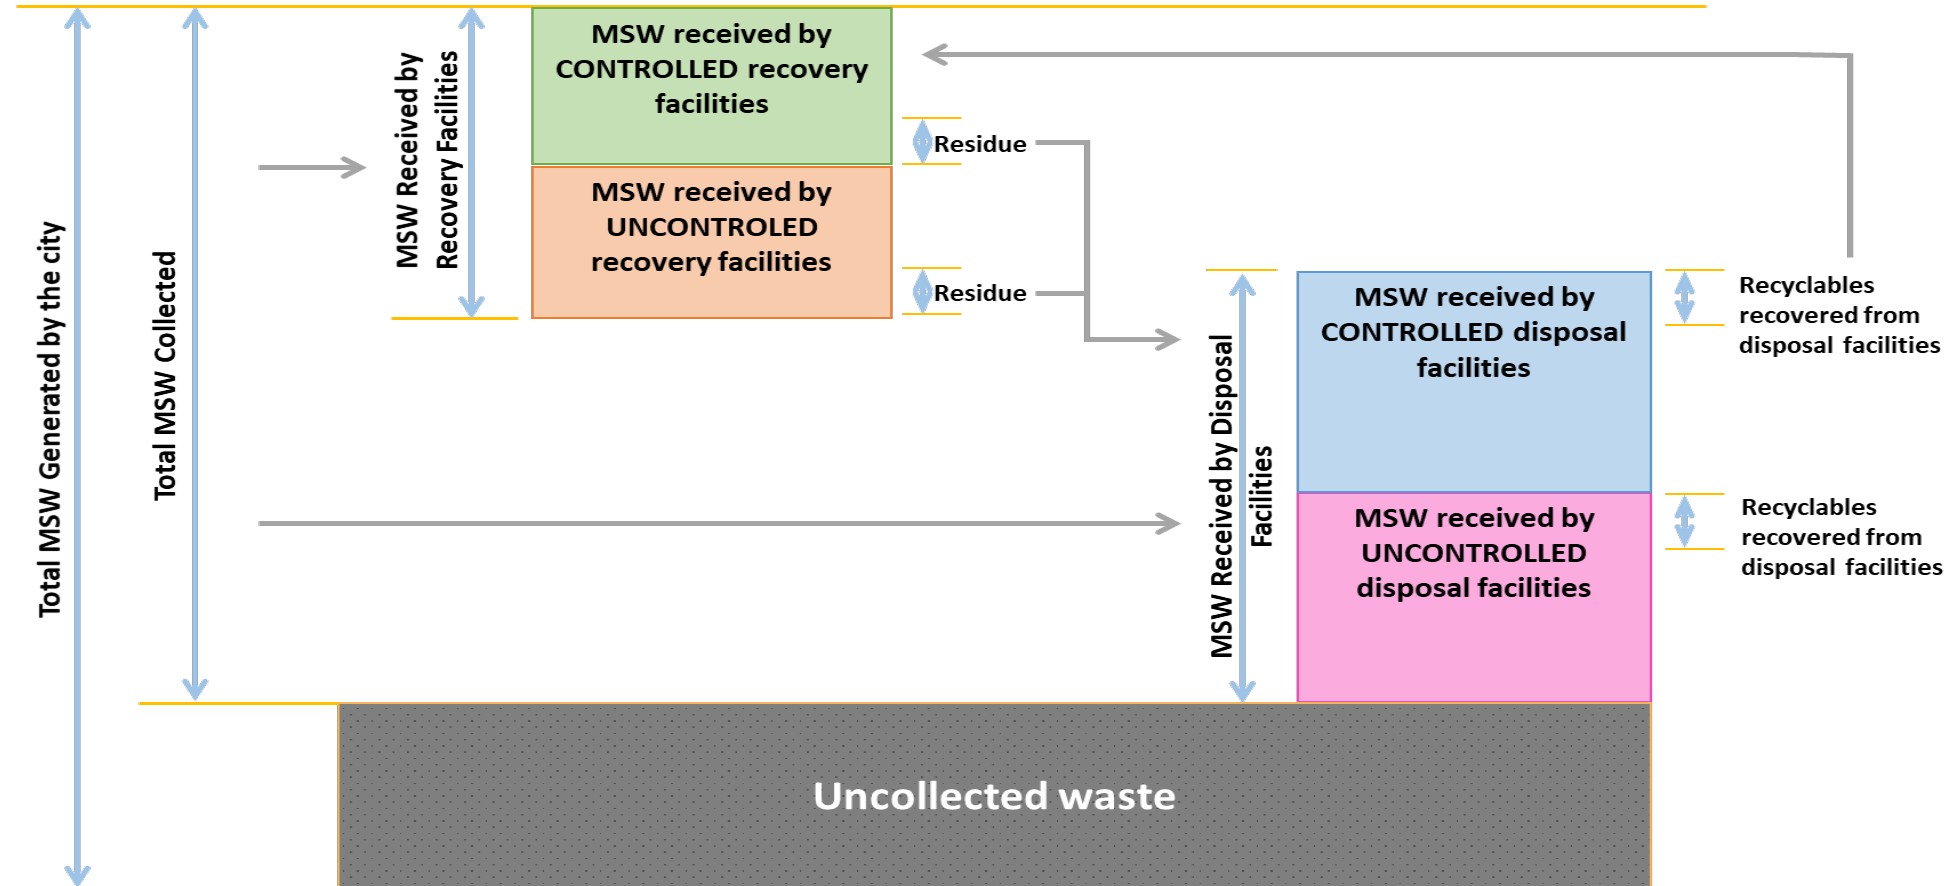 Total MSW Generated by the city
Total MSW Collected
MSW Received by
Recovery Facilities
MSW received by
CONTROLLED recovery
facilities
Residue
MSW received by
UNCONTROLED
recovery facilities
Residue
MSW Received by Disposal
Facilities
MSW received by
CONTROLLED disposal
facilities
Recyclables
recovered from
disposal facilities
MSW received by
UNCONTROLLED
disposal facilities
Recyclables
recovered from
disposal facilities
Uncollected waste